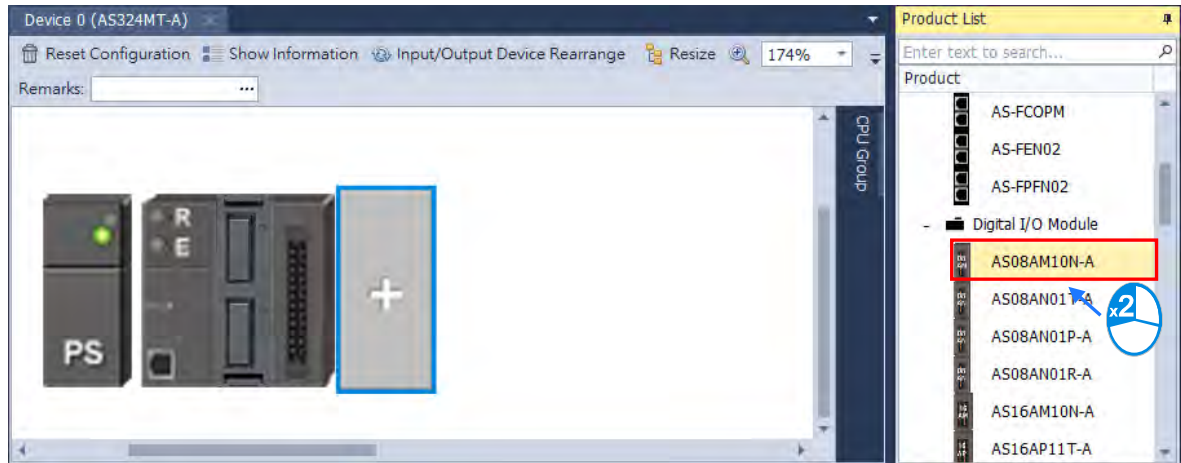 Device 0 (AS324MT-A)
Reset Configuration Show Information Input/Output Device Rearrange Resize 174%
Remarks: ...
CPU Group
R
E
PS
+
Product List
Enter text to search...
Product
AS-FCOPM
AS-FEN02
AS-FPFN02
- Digital I/O Module
AS08AM10N-A
AS08AN01T-A
x2
AS08AN01P-A
AS08AN01R-A
AS16AM10N-A
AS16AP11T-A